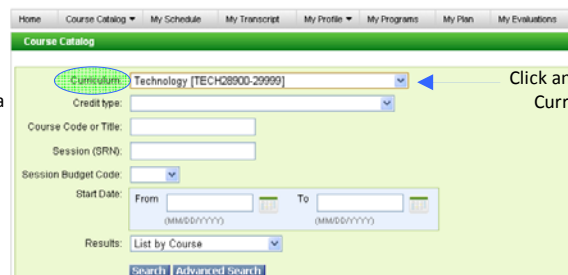 Home Course Catalog My Schedule My Transcript My Profile My Programs My Plan My Evaluations
Course Catalog
Curriculum: Technology [TECH28900-29999]
Click an
Curr
a
Credit type:
Course Code or Title:
Session (SRN):
Session Budget Code:
Start Date: From To
(MM/DD/YYYY) (MM/DD/YYYY)
Results: List by Course
Search Advanced Search